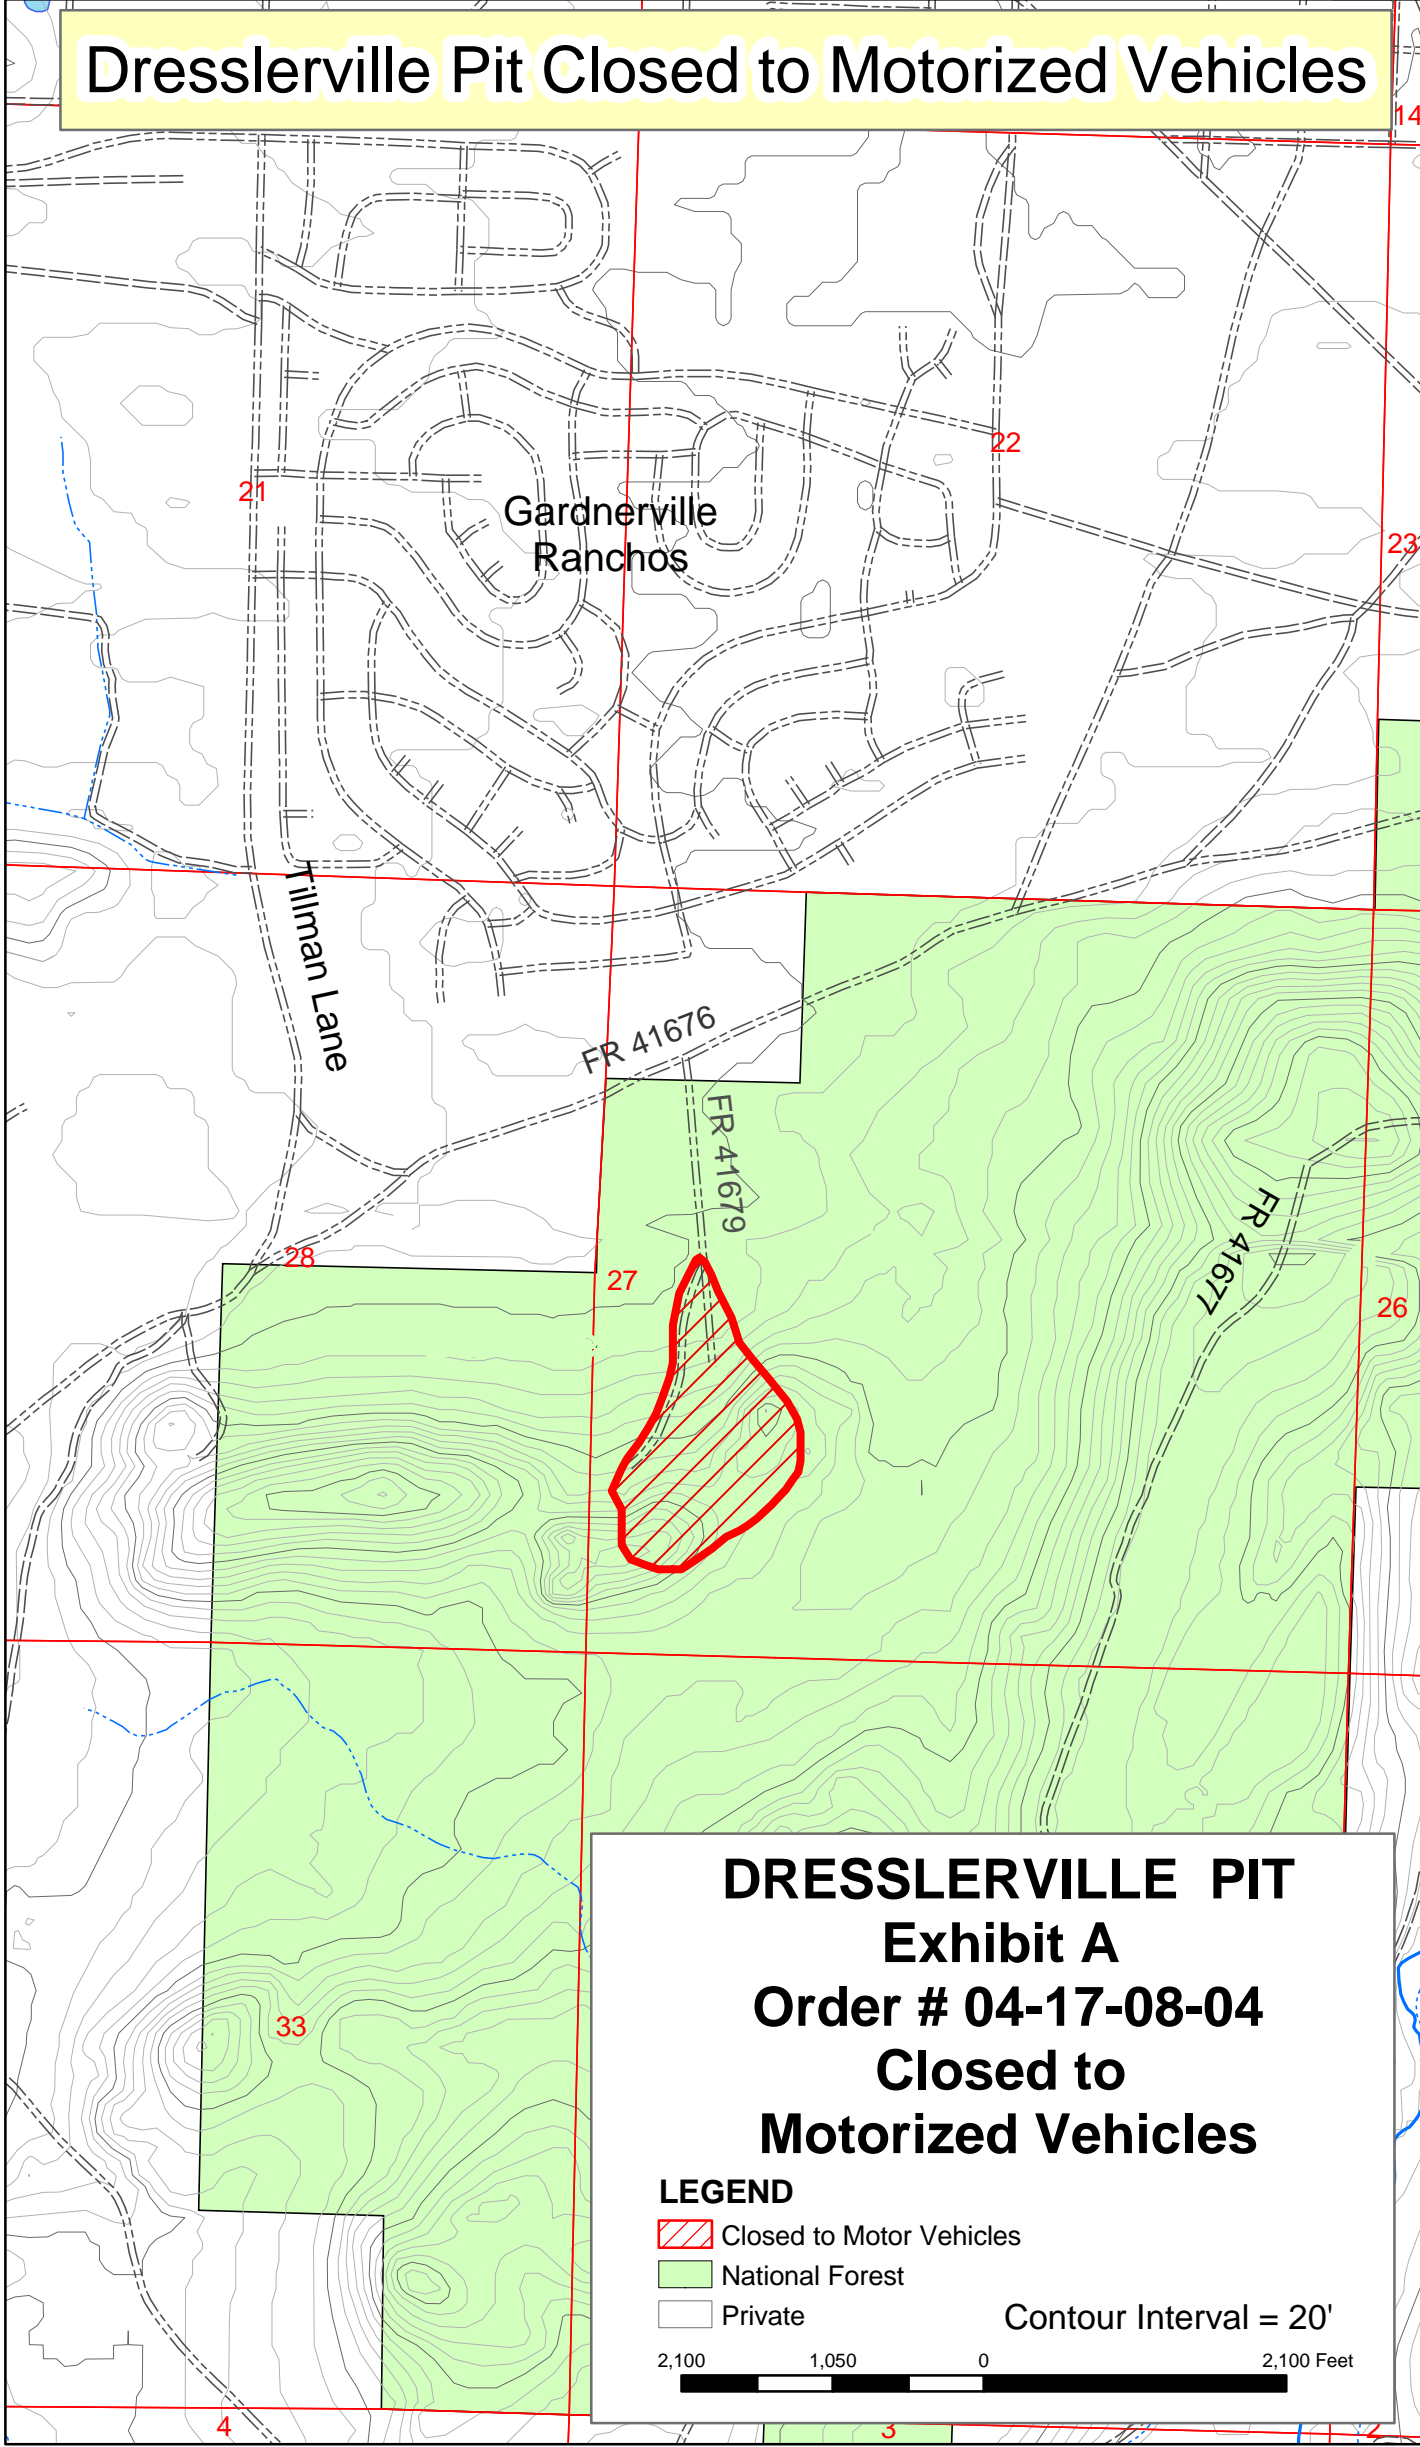 Dresslerville Pit Closed to Motorized Vehicles
14
22
21
Gardnerville
Ranchos
23
Tillman Lane
FR 41676
FR 41679
FR 41677
28
27
26
33
DRESSLERVILLE PIT
Exhibit A
Order # 04-17-08-04
Closed to
Motorized Vehicles
LEGEND
Closed to Motor Vehicles
National Forest
Private
Contour Interval = 20'
2,100 1,050 0 2,100 Feet
4
3
2